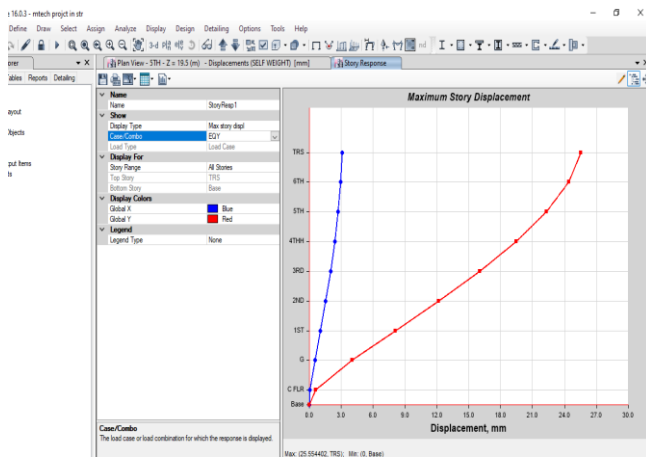 e 16.0.3 - mtech projct in str
Define Draw Select Assign Analyze Display Design Detailing Options Tools Help
3-d
nd
orer
Plan View - 5TH - Z = 19.5 (m) - Displacements (SELF WEIGHT) [mm]
Story Response
Tables Reports Detailing
ayout
Objects
tput Items
ts
Name
Name StoryResp1
Show
Display Type Max story displ
Case/Combo EQY
Load Type Load Case
Display For
Story Range All Stories
Top Story TRS
Bottom Story Base
Display Colors
Global X Blue
Global Y Red
Legend
Legend Type None
Case/Combo
The load case or load combination for which the response is displayed.
Maximum Story Displacement
TRS
6TH
5TH
4THH
3RD
2ND
1ST
G
C FLR
Base
0.0 3.0 6.0 9.0 12.0 15.0 18.0 21.0 24.0 27.0 30.0
Displacement, mm
Max: (25.554402, TRS); Min: (0, Base)